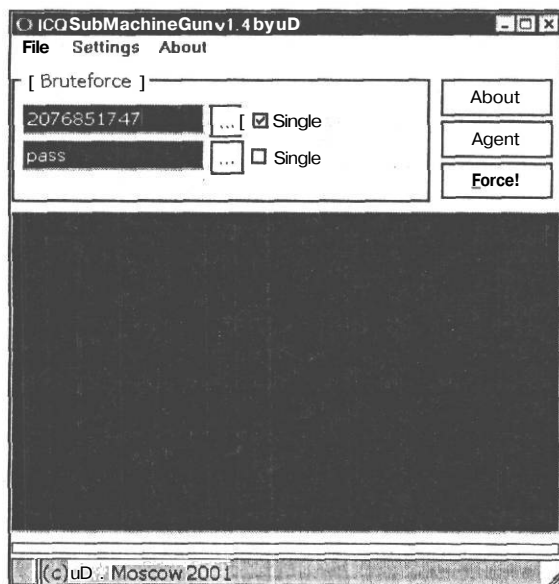 ICQ SubMachineGun v1.4 by uD
File Settings About
[ Bruteforce ]
2076851747 ... [ Single
pass ... Single
About
Agent
Force!
(c) uD . Moscow 2001